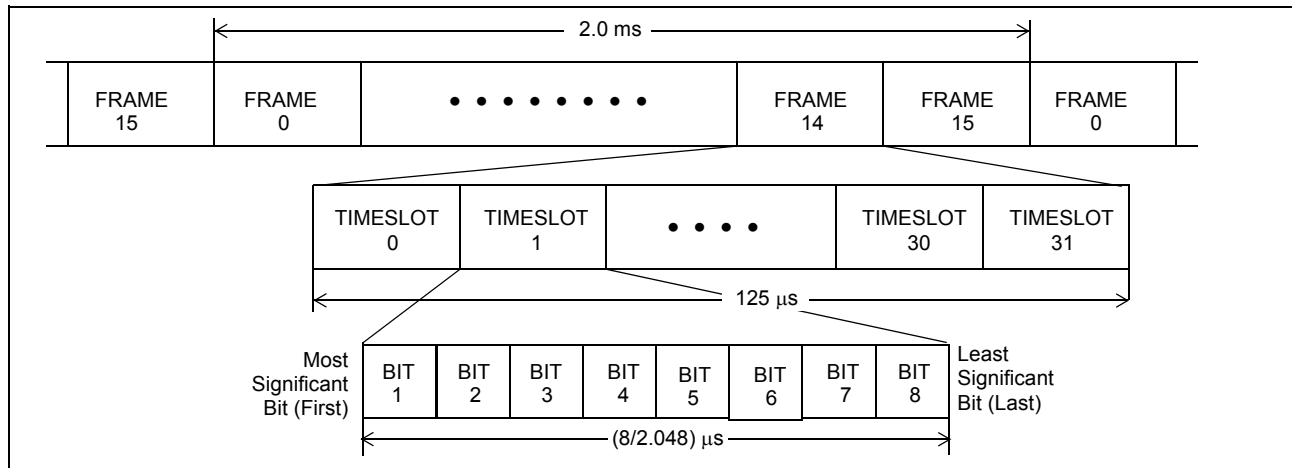 2.0 ms
FRAME 15
FRAME 0
• • • • • • • •
FRAME 14
FRAME 15
FRAME 0
TIMESLOT 0
TIMESLOT 1
• • • •
TIMESLOT 30
TIMESLOT 31
125 μs
Most Significant Bit (First)
BIT 1
BIT 2
BIT 3
BIT 4
BIT 5
BIT 6
BIT 7
BIT 8
Least Significant Bit (Last)
(8/2.048) μs